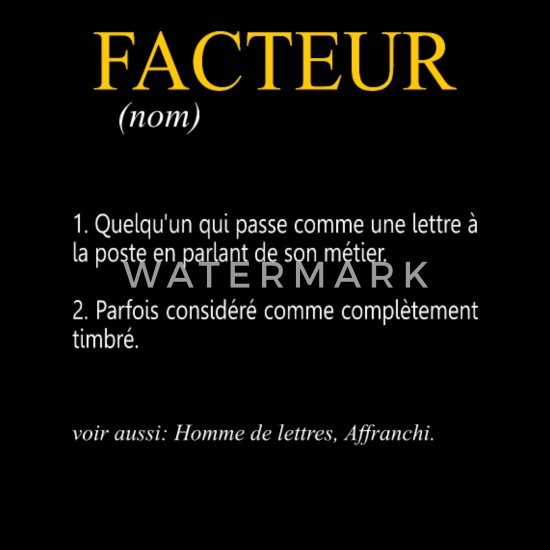 FACTEUR
(nom)
1. Quelqu'un qui passe comme une lettre à
la poste en parlant de son métier.
WATERMARK
2. Parfois considéré comme complètement
timbré.
voir aussi: Homme de lettres, Affranchi.